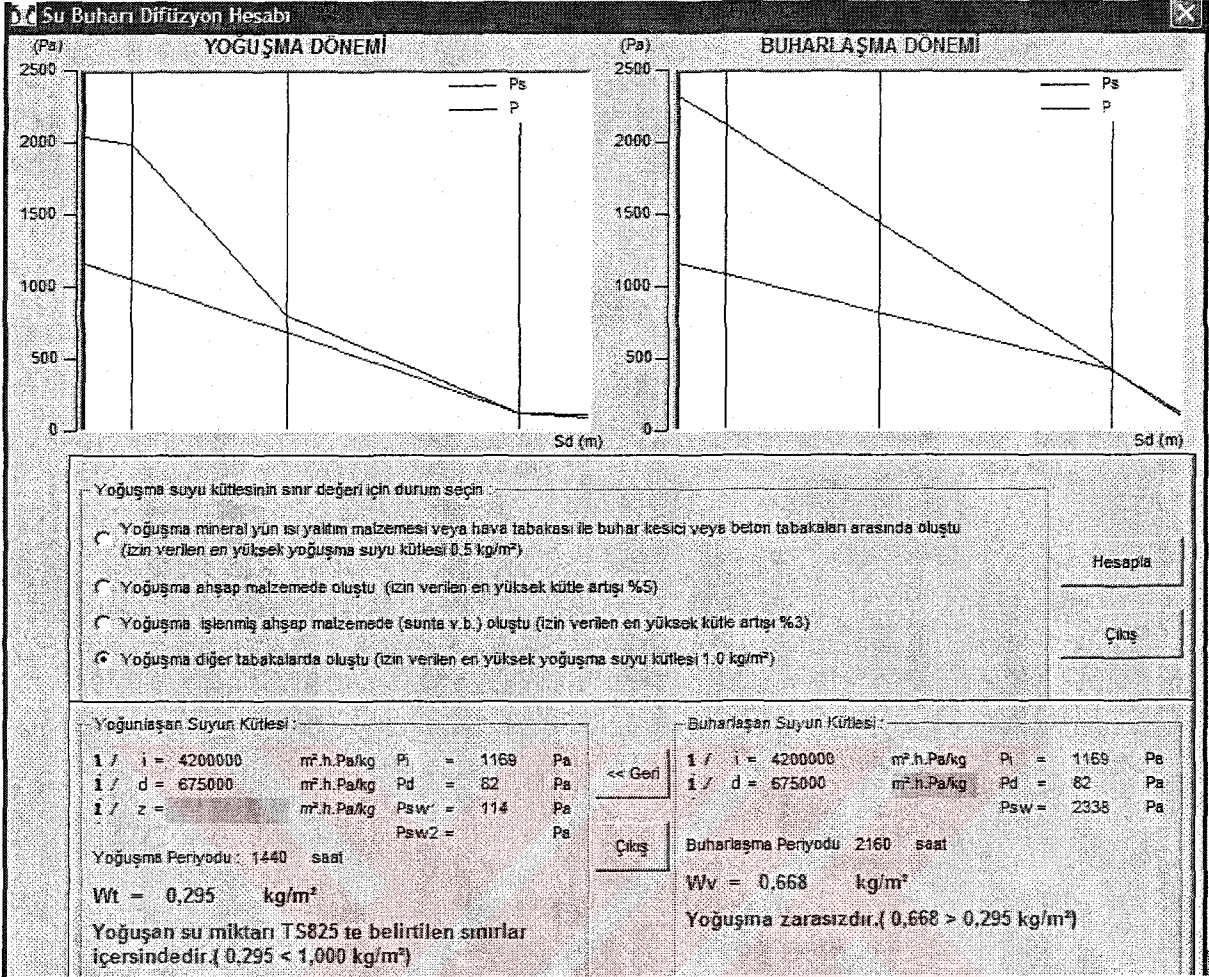 Su Buharı Difüzyon Hesabı
(Pa)
YOĞUŞMA DÖNEMİ
2500
2000
1500
1000
500
0
Ps
P
Sd (m)
(Pa)
BUHARLAŞMA DÖNEMİ
2500
2000
1500
1000
500
0
Ps
P
Sd (m)
Yoğuşma suyu kütlesinin sınır değeri için durum seçin :
Yoğuşma mineral yün ısı yalıtım malzemesi veya hava tabakası ile buhar kesici veya beton tabakaları arasında oluştu
(izin verilen en yüksek yoğuşma suyu kütlesi 0.5 kg/m²)
Yoğuşma ahşap malzemede oluştu (izin verilen en yüksek kütle artışı %5)
Yoğuşma işlenmiş ahşap malzemede (sunta v.b.) oluştu (izin verilen en yüksek kütle artışı %3)
Yoğuşma diğer tabakalarda oluştu (izin verilen en yüksek yoğuşma suyu kütlesi 1.0 kg/m²)
Hesapla
Çıkış
Yoğunlaşan Suyun Kütlesi :
1 / i = 4200000 m².h.Pa/kg Pi = 1169 Pa
1 / d = 675000 m².h.Pa/kg Pd = 82 Pa
1 / z = m².h.Pa/kg Psw1 = 114 Pa
Psw2 = Pa
Yoğuşma Periyodu : 1440 saat
Wt = 0,295 kg/m²
Yoğuşan su miktarı TS825 te belirtilen sınırlar
içersindedir.( 0,295 < 1,000 kg/m²)
<< Geri
Çıkış
Buharlaşan Suyun Kütlesi :
1 / i = 4200000 m².h.Pa/kg Pi = 1169 Pa
1 / d = 675000 m².h.Pa/kg Pd = 82 Pa
Psw = 2338 Pa
Buharlaşma Periyodu 2160 saat
Wv = 0,668 kg/m²
Yoğuşma zararsızdır.( 0,668 > 0,295 kg/m²)